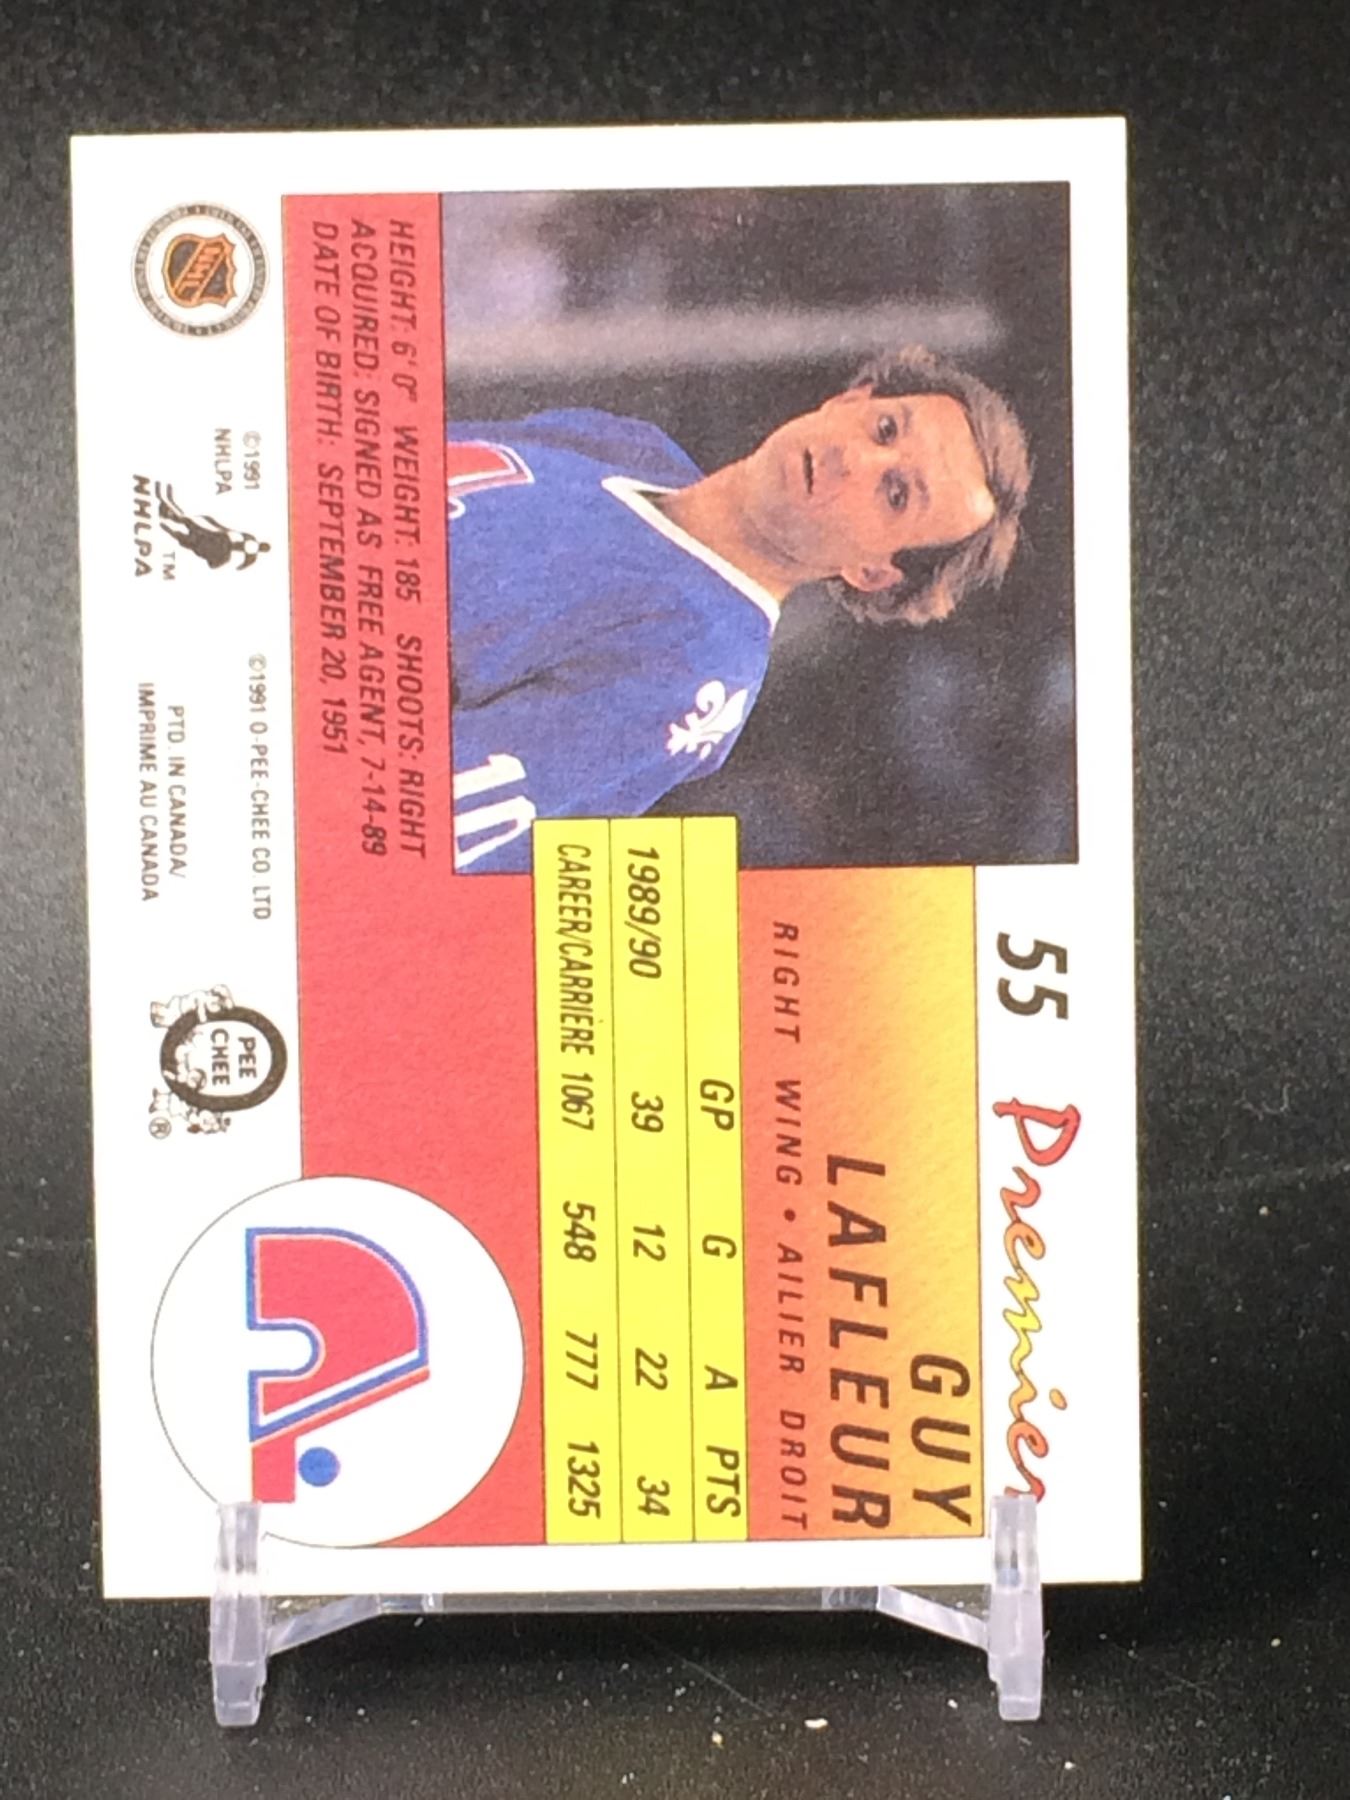 55 Premier
GUY
LAFLEUR
RIGHT WING • AILIER DROIT
GP G A PTS
1989/90 39 12 22 34
CAREER/CARRIÈRE 1067 548 777 1325
10
HEIGHT: 6'0" WEIGHT: 185 SHOOTS: RIGHT
ACQUIRED: SIGNED AS FREE AGENT, 7-14-89
DATE OF BIRTH: SEPTEMBER 20, 1951
NHL
©1991
NHLPA
TM
NHLPA
©1991 O-PEE-CHEE CO. LTD
PTD. IN CANADA/
IMPRIME AU CANADA
PEE
CHEE
®